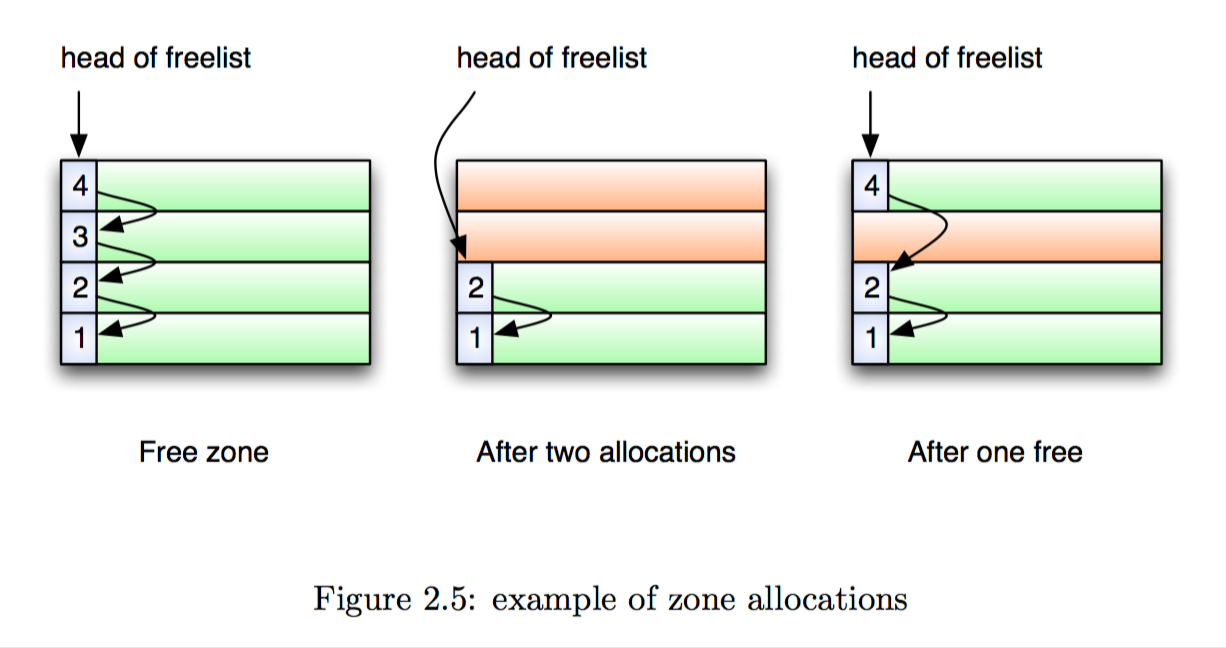 head of freelist
head of freelist
head of freelist
4
3
2
1
2
1
4
2
1
Free zone
After two allocations
After one free
Figure 2.5: example of zone allocations